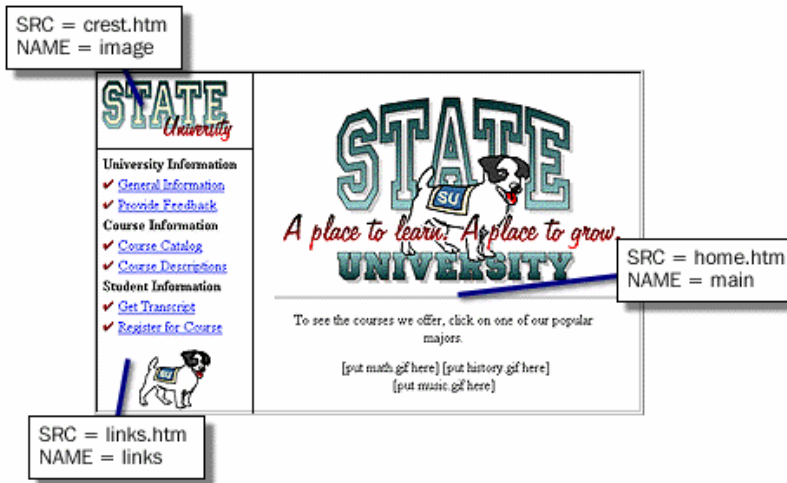 SRC = crest.htm
NAME = image
STATE
University
University Information
General Information
Provide Feedback
Course Information
Course Catalog
Course Descriptions
Student Information
Get Transcript
Register for Course
SU
STATE
SU
A place to learn. A place to grow.
UNIVERSITY
To see the courses we offer, click on one of our popular
majors.
[put math.gif here] [put history.gif here]
[put music.gif here]
SRC = home.htm
NAME = main
SRC = links.htm
NAME = links